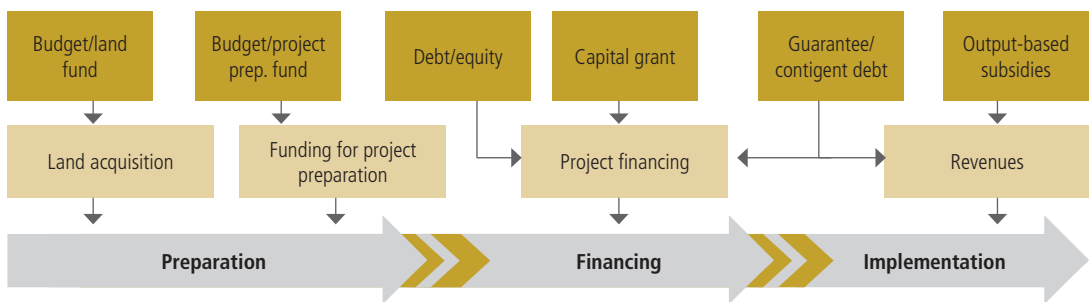 Budget/land
fund
Budget/project
prep. fund
Debt/equity
Capital grant
Guarantee/
contigent debt
Output-based
subsidies
Land acquisition
Funding for project
preparation
Project financing
Revenues
Preparation
Financing
Implementation